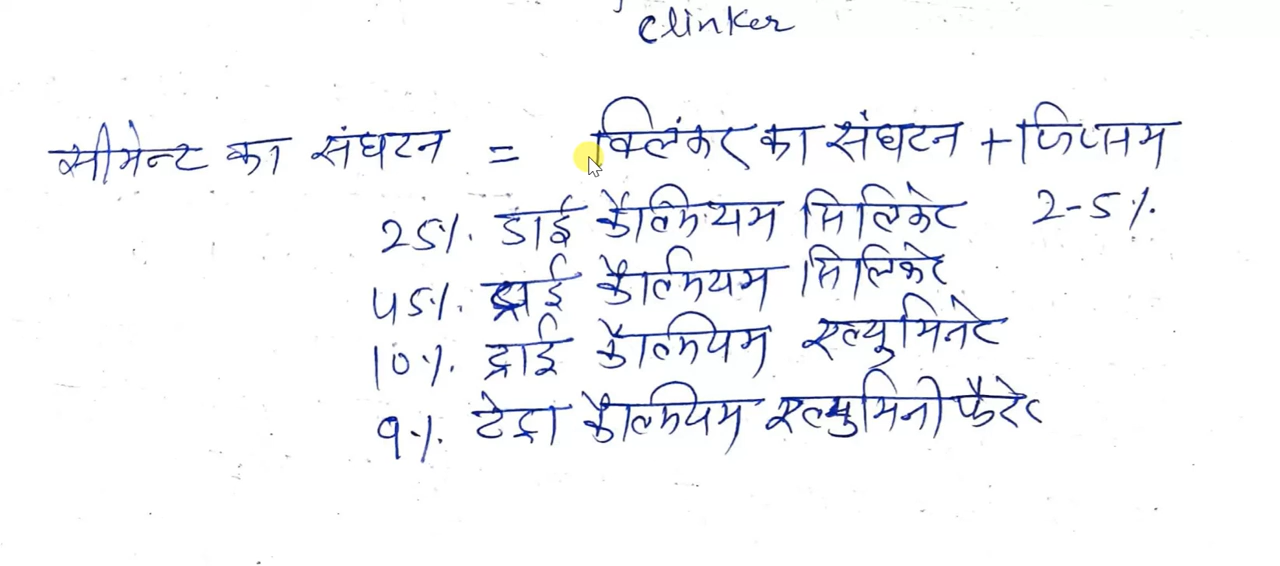 Clinker
सीमेन्ट का संघटन = क्लिंकर का संघटन + जिप्सम
25%. डाई कैल्शियम सिलिकेट 2-5%.
45%. ट्राई कैल्शियम सिलिकेट
10%. ट्राई कैल्शियम एल्युमिनेट
9%. टेट्रा कैल्शियम एल्युमिनो फैरेट